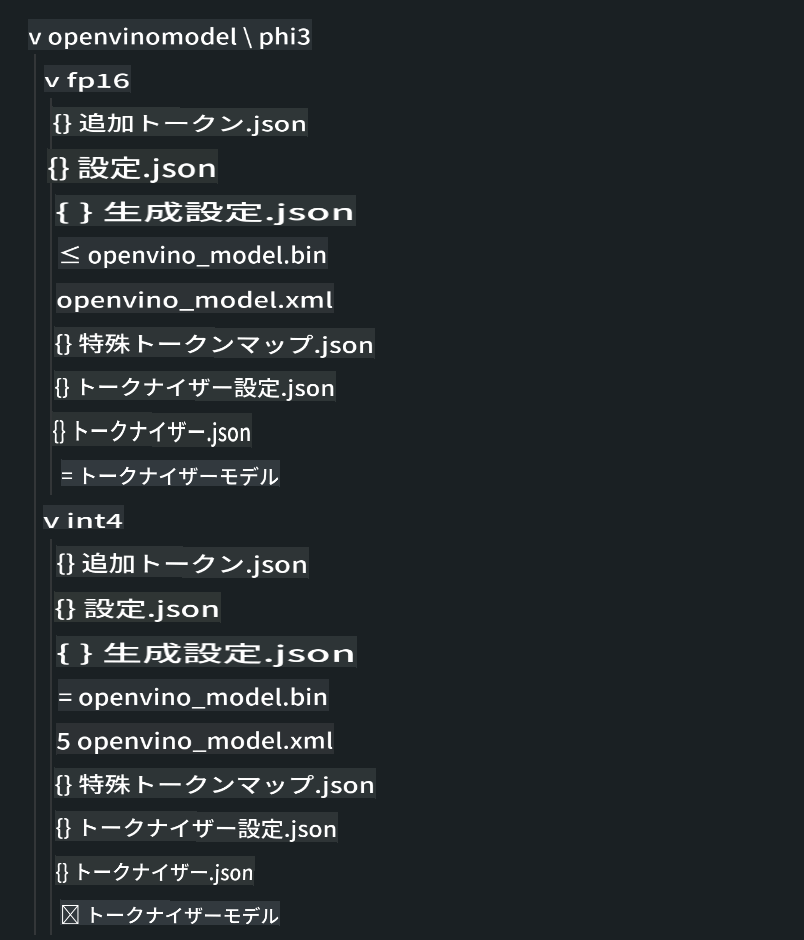 v openvinomodel \ phi3
v fp16
{} 追加トークン.json
{} 設定.json
{ } 生成設定.json
≤ openvino_model.bin
openvino_model.xml
{} 特殊トークンマップ.json
{} トークナイザー設定.json
{} トークナイザー.json
= トークナイザーモデル
v int4
{} 追加トークン.json
{} 設定.json
{ } 生成設定.json
= openvino_model.bin
5 openvino_model.xml
{} 特殊トークンマップ.json
{} トークナイザー設定.json
{} トークナイザー.json
トークナイザーモデル